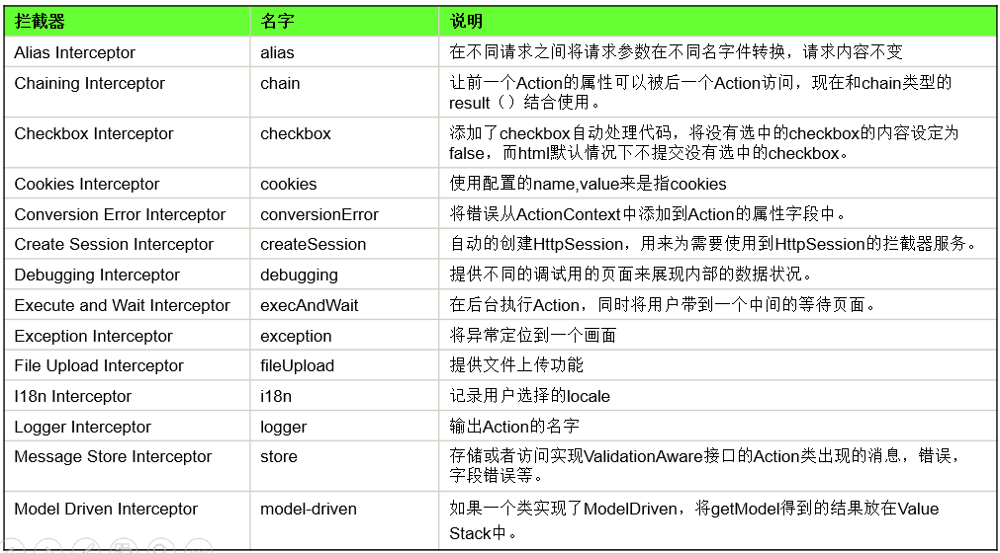 拦截器 名字 说明
Alias Interceptor alias 在不同请求之间将请求参数在不同名字件转换，请求内容不变
Chaining Interceptor chain 让前一个Action的属性可以被后一个Action访问，现在和chain类型的
result（）结合使用。
Checkbox Interceptor checkbox 添加了checkbox自动处理代码，将没有选中的checkbox的内容设定为
false，而html默认情况下不提交没有选中的checkbox。
Cookies Interceptor cookies 使用配置的name,value来是指cookies
Conversion Error Interceptor conversionError 将错误从ActionContext中添加到Action的属性字段中。
Create Session Interceptor createSession 自动的创建HttpSession，用来为需要使用到HttpSession的拦截器服务。
Debugging Interceptor debugging 提供不同的调试用的页面来展现内部的数据状况。
Execute and Wait Interceptor execAndWait 在后台执行Action，同时将用户带到一个中间的等待页面。
Exception Interceptor exception 将异常定位到一个画面
File Upload Interceptor fileUpload 提供文件上传功能
I18n Interceptor i18n 记录用户选择的locale
Logger Interceptor logger 输出Action的名字
Message Store Interceptor store 存储或者访问实现ValidationAware接口的Action类出现的消息，错误，
字段错误等。
Model Driven Interceptor model-driven 如果一个类实现了ModelDriven，将getModel得到的结果放在Value
Stack中。